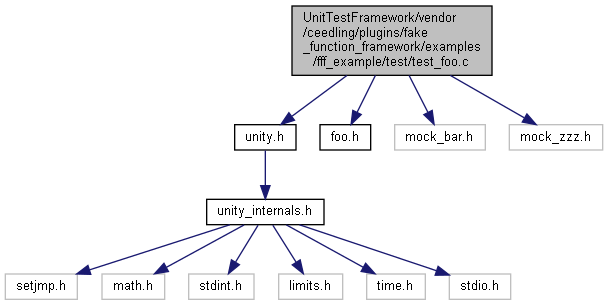 UnitTestFramework/vendor
/ceedling/plugins/fake
_function_framework/examples
/fff_example/test/test_foo.c
unity.h
foo.h
mock_bar.h
mock_zzz.h
unity_internals.h
setjmp.h
math.h
stdint.h
limits.h
time.h
stdio.h